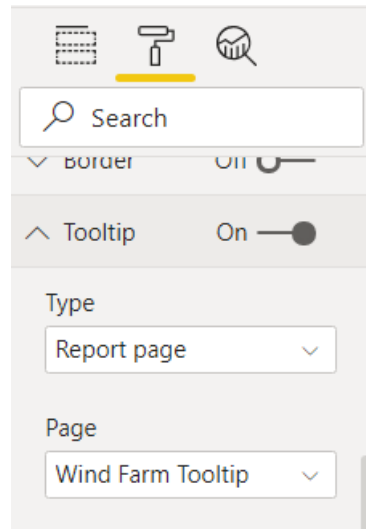 Search
Border Off
Tooltip On
Type
Report page
Page
Wind Farm Tooltip